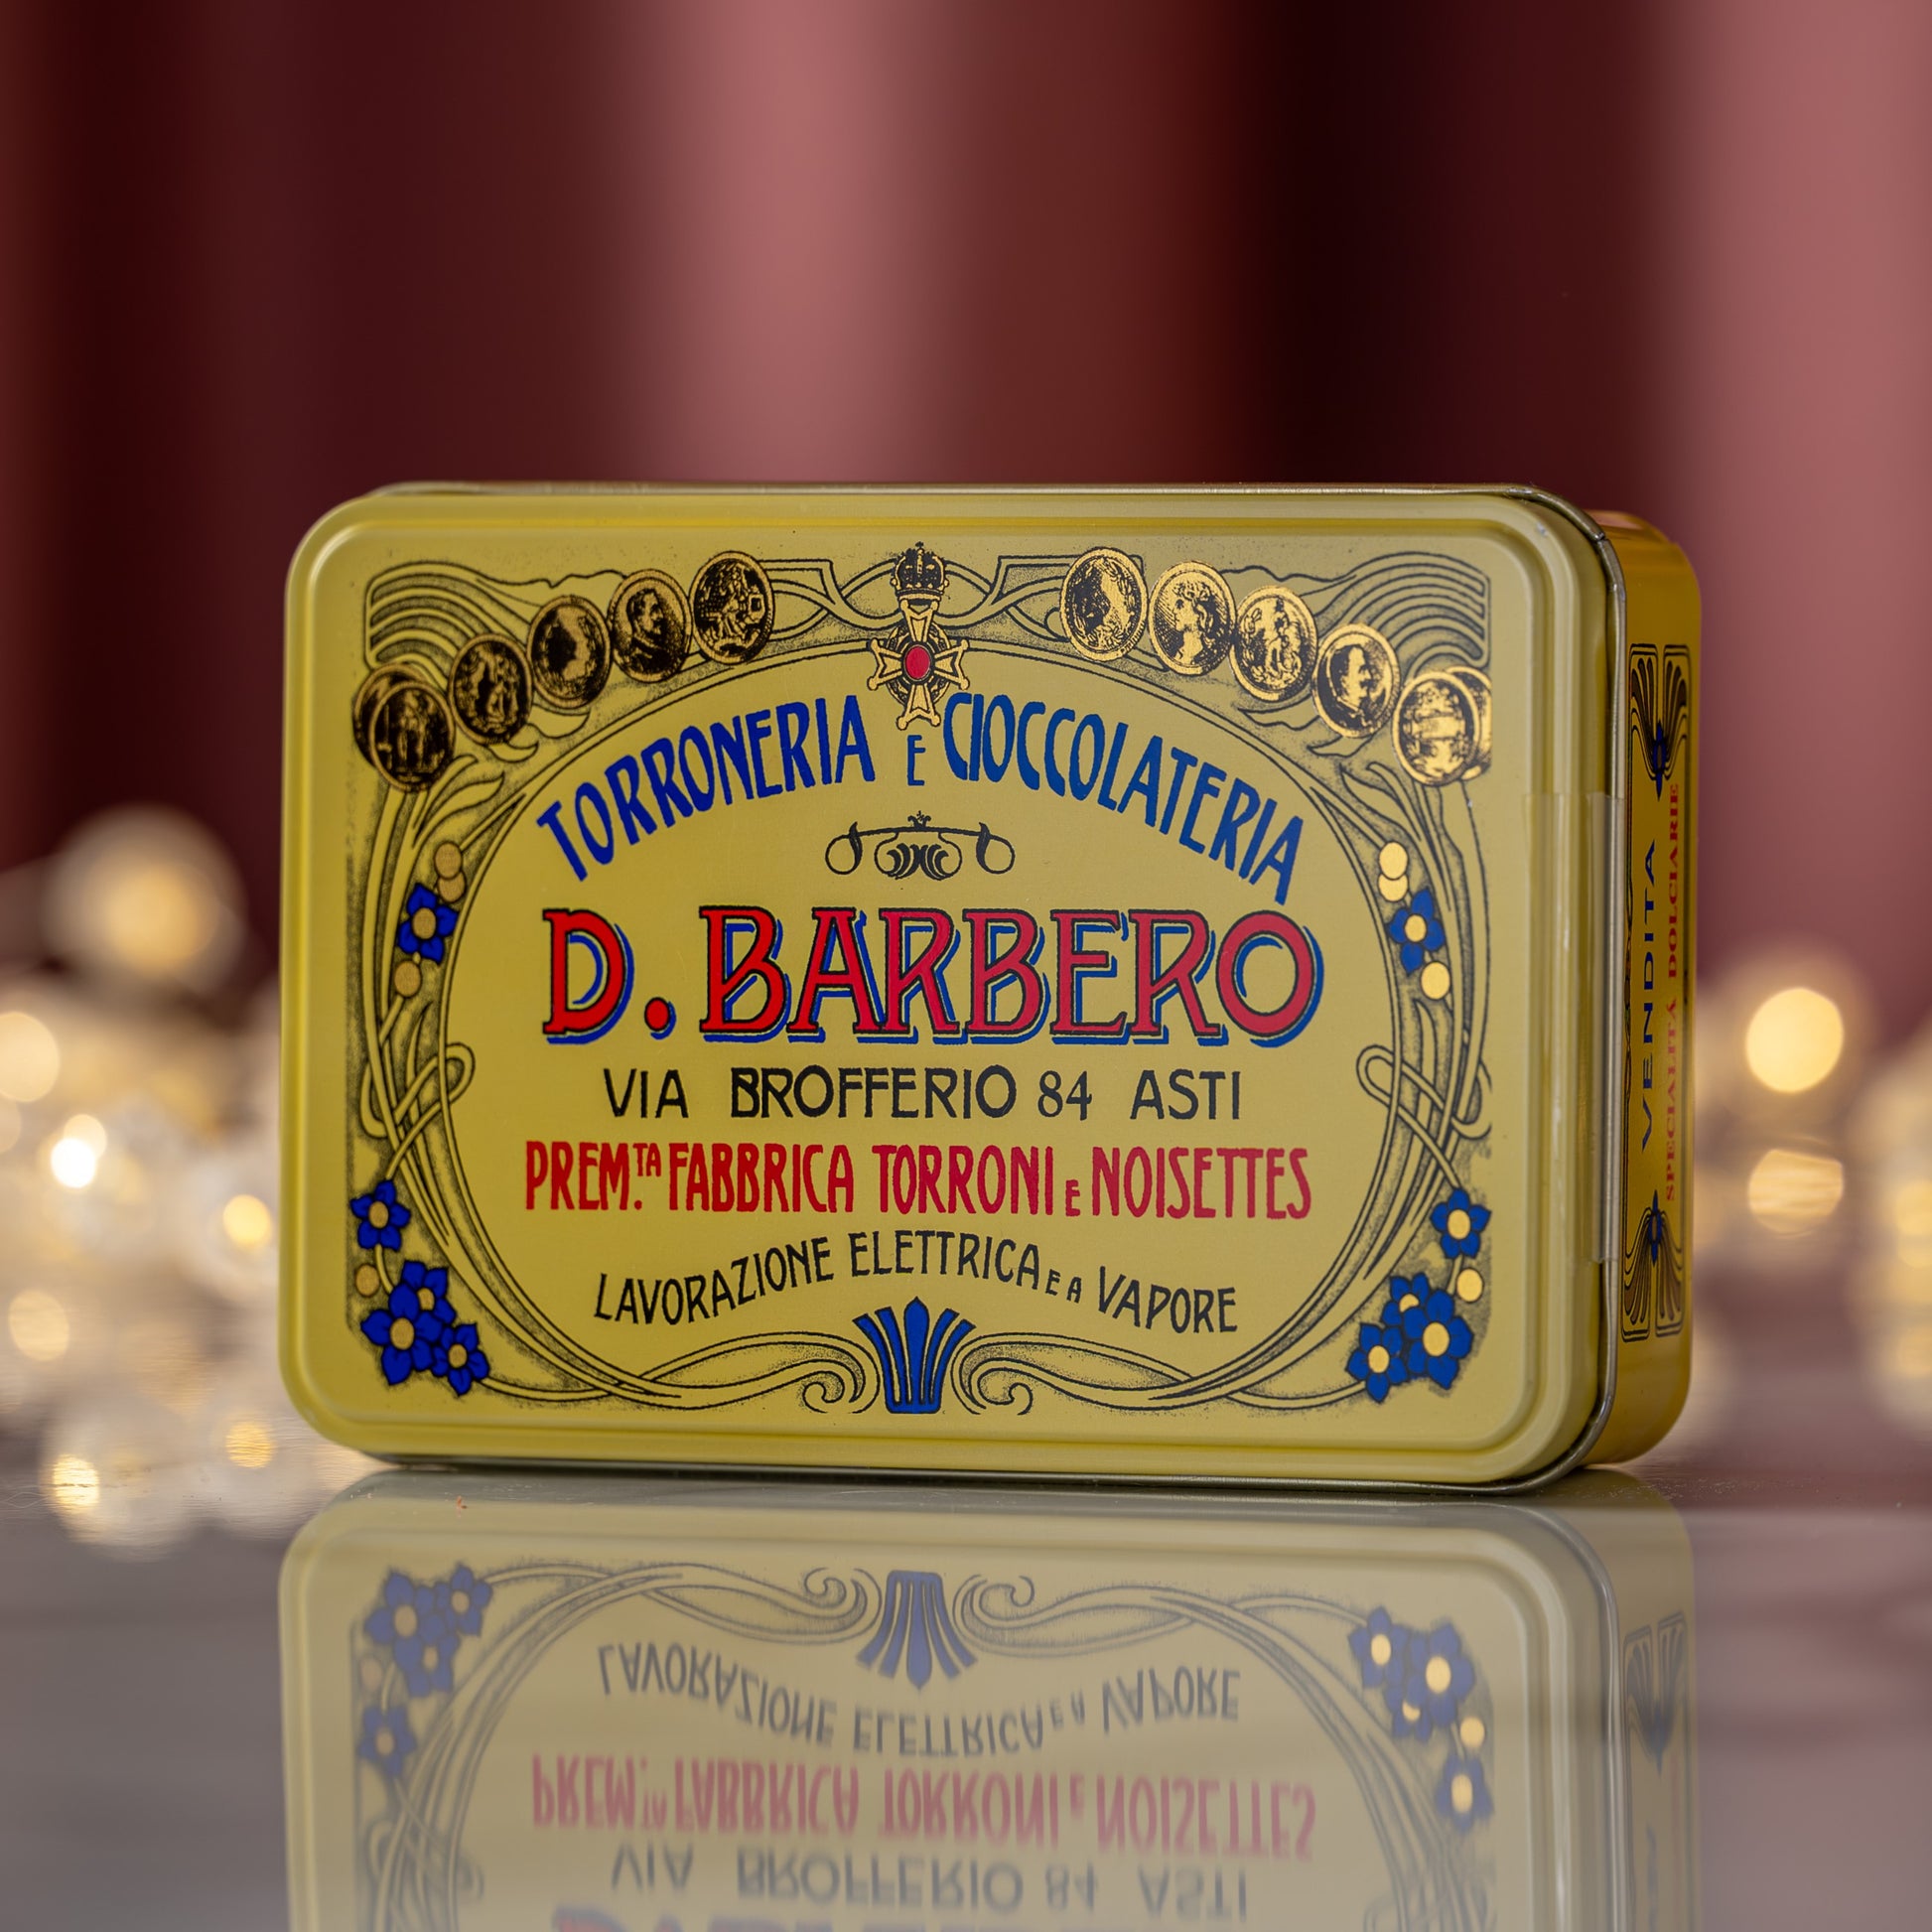 TORRONERIA E CIOCCOLATERIA
D. BARBERO
VIA BROFFERIO 84 ASTI
PREM.TA FABBRICA TORRONI E NOISETTES
LAVORAZIONE ELETTRICA E A VAPORE
VENDITA
SPECIALITÀ DOLCIARIE